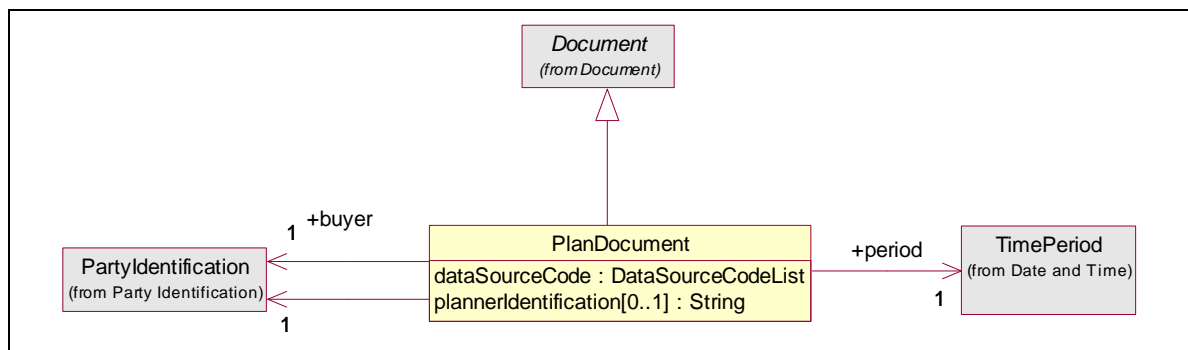 Document
(from Document)
+buyer
1
PartyIdentification
(from Party Identification)
1
PlanDocument
dataSourceCode : DataSourceCodeList
plannerIdentification[0..1] : String
+period
1
TimePeriod
(from Date and Time)